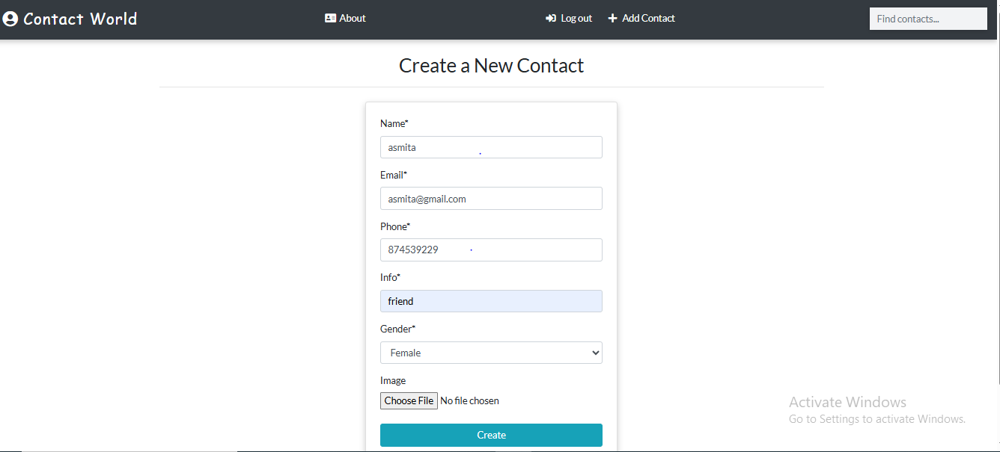 Contact World About Log out Add Contact Find contacts...
Create a New Contact
Name*
asmita
Email*
asmita@gmail.com
Phone*
874539229
Info*
friend
Gender*
Female
Image
Choose File No file chosen
Create
Activate Windows
Go to Settings to activate Windows.